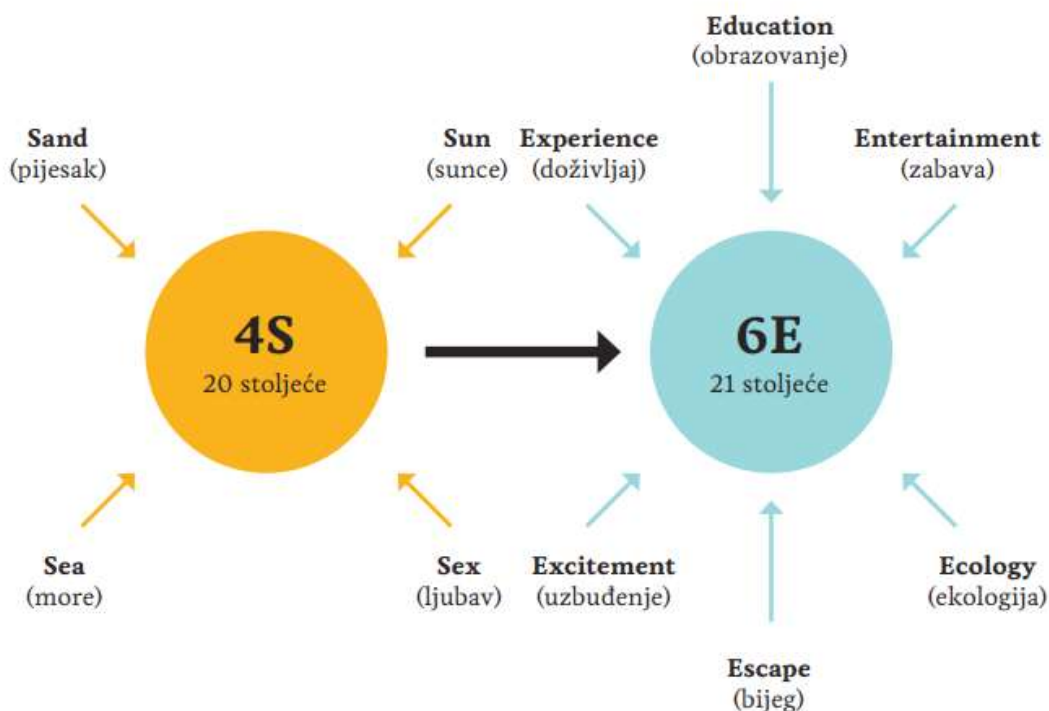 Education
(obrazovanje)
Sand
(pijesak)
Sun
(sunce)
Experience
(doživljaj)
Entertainment
(zabava)
4S
20 stoljeće
6E
21 stoljeće
Sea
(more)
Sex
(ljubav)
Excitement
(uzbuđenje)
Ecology
(ekologija)
Escape
(bijeg)